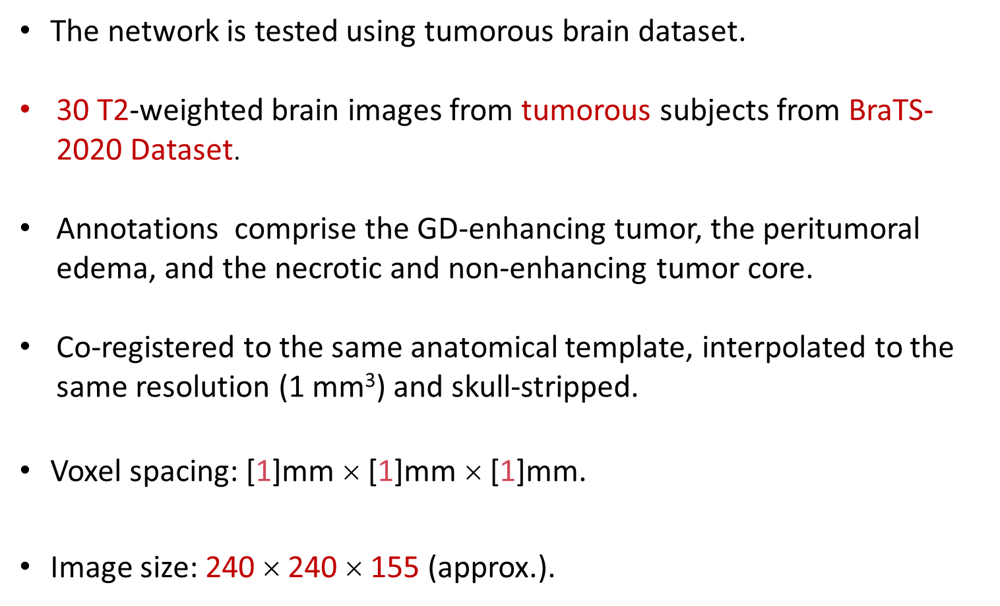 • The network is tested using tumorous brain dataset.
• 30 T2-weighted brain images from tumorous subjects from BraTS-
2020 Dataset.
• Annotations  comprise the GD-enhancing tumor, the peritumoral
edema, and the necrotic and non-enhancing tumor core.
• Co-registered to the same anatomical template, interpolated to the
same resolution (1 mm³) and skull-stripped.
• Voxel spacing: [1]mm × [1]mm × [1]mm.
• Image size: 240 × 240 × 155 (approx.).